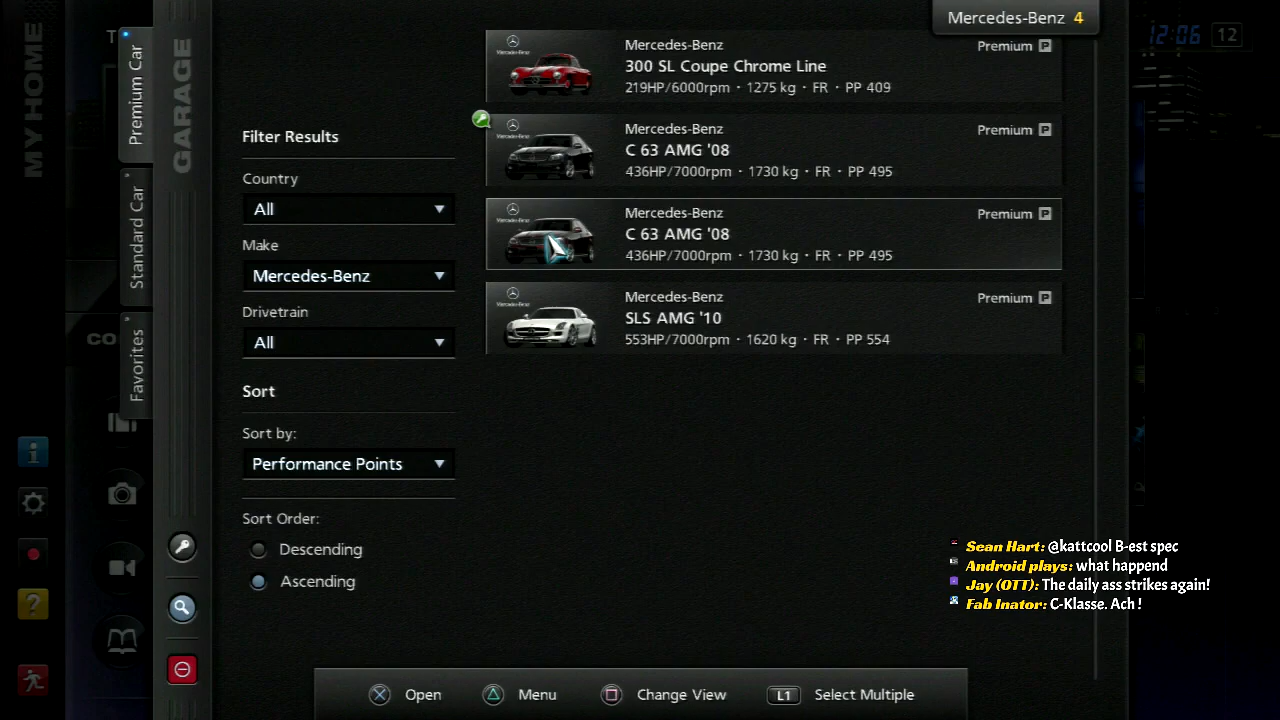 Mercedes-Benz 4
MY HOME
12:06 12
Premium Car
Standard Car
Favorites
GARAGE
Filter Results
Country
All
Make
Mercedes-Benz
Drivetrain
All
Sort
Sort by:
Performance Points
Sort Order:
Descending
Ascending
Mercedes-Benz
300 SL Coupe Chrome Line
219HP/6000rpm・1275 kg・FR・PP 409
Premium P
Mercedes-Benz
C 63 AMG '08
436HP/7000rpm・1730 kg・FR・PP 495
Premium P
Mercedes-Benz
C 63 AMG '08
436HP/7000rpm・1730 kg・FR・PP 495
Premium P
Mercedes-Benz
SLS AMG '10
553HP/7000rpm・1620 kg・FR・PP 554
Premium P
Sean Hart: @kattcool B-est spec
Android plays: what happend
Jay (OTT): The daily ass strikes again!
Fab Inator: C-Klasse. Ach !
Open Menu Change View L1 Select Multiple